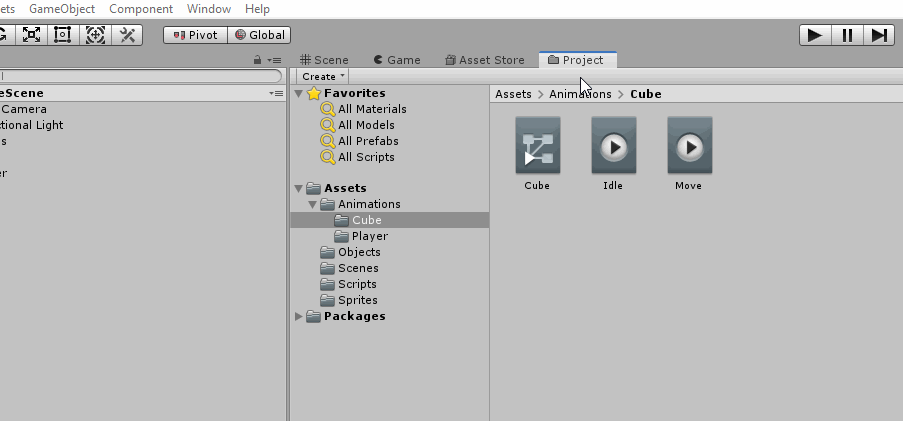 ets GameObject Component Window Help
Pivot Global
Scene Game Asset Store Project
Create
eScene
Camera
ctional Light
s
er
Favorites
All Materials
All Models
All Prefabs
All Scripts
Assets
Animations
Cube
Player
Objects
Scenes
Scripts
Sprites
Packages
Assets > Animations > Cube
Cube Idle Move